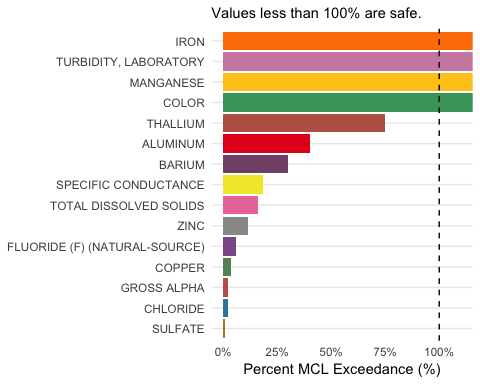 Values less than 100% are safe.
IRON
TURBIDITY, LABORATORY
MANGANESE
COLOR
THALLIUM
ALUMINUM
BARIUM
SPECIFIC CONDUCTANCE
TOTAL DISSOLVED SOLIDS
ZINC
FLUORIDE (F) (NATURAL-SOURCE)
COPPER
GROSS ALPHA
CHLORIDE
SULFATE
0% 25% 50% 75% 100%
Percent MCL Exceedance (%)